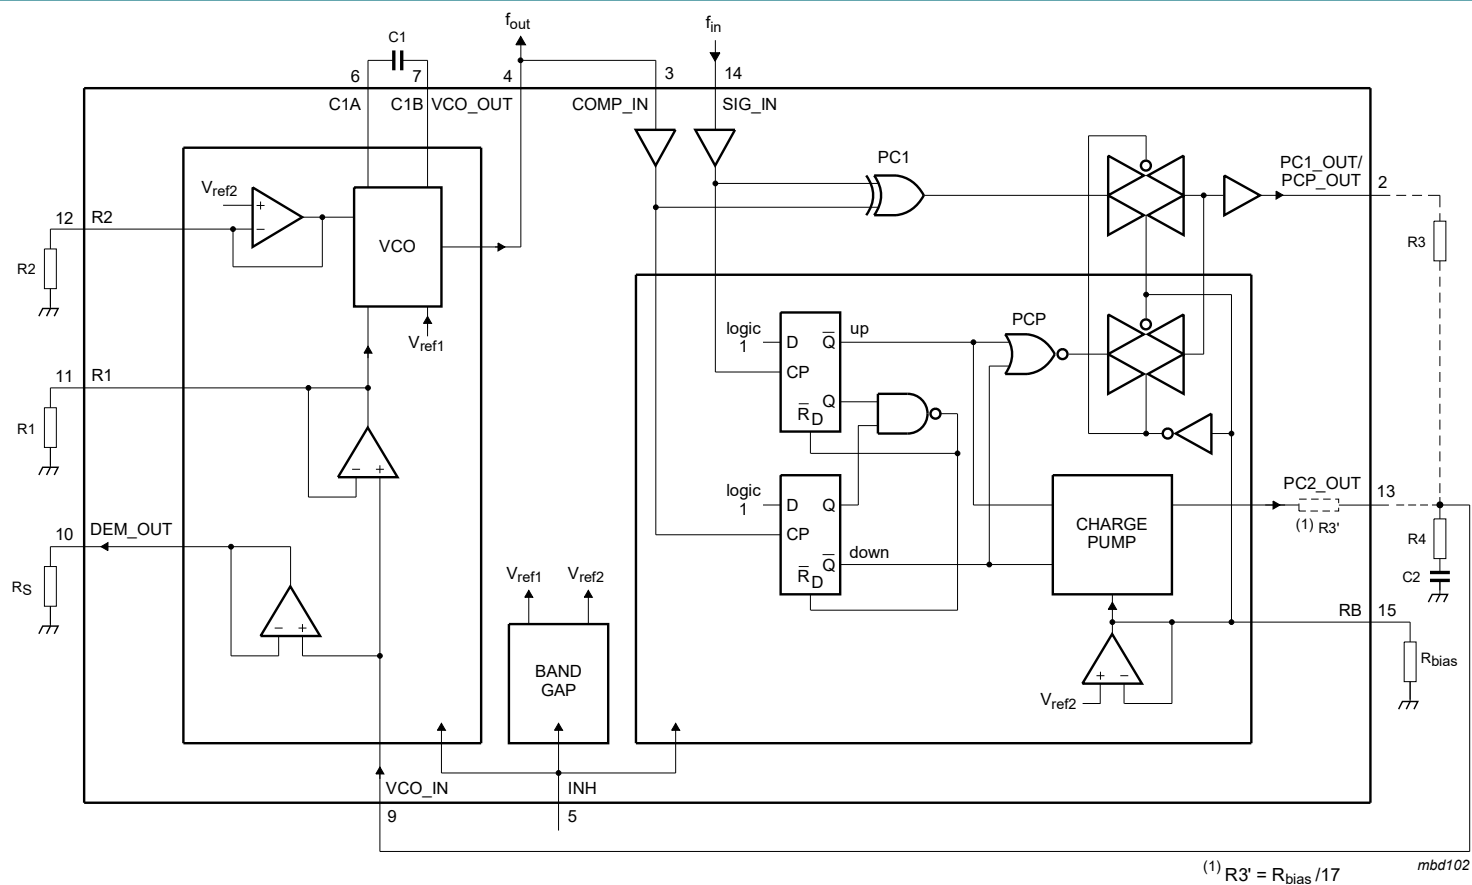 fout
fin
C1
6
7
4
3
14
C1A
C1B
VCO_OUT
COMP_IN
SIG_IN
PC1
PC1_OUT/
PCP_OUT
2
Vref2
+
−
12
R2
R2
VCO
R3
Vref1
logic
1
D
Q
up
CP
Q
RD
PCP
11
R1
R1
−
+
logic
1
D
Q
CP
down
Q
RD
CHARGE
PUMP
PC2_OUT
13
(1) R3'
R4
C2
10
DEM_OUT
RS
−
+
Vref1
Vref2
BAND
GAP
RB
15
Rbias
Vref2
+
−
VCO_IN
9
INH
5
(1) R3' = Rbias /17
mbd102